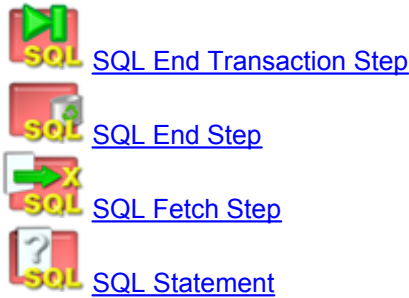 SQL SQL End Transaction Step
SQL SQL End Step
X
SQL SQL Fetch Step
?
SQL SQL Statement